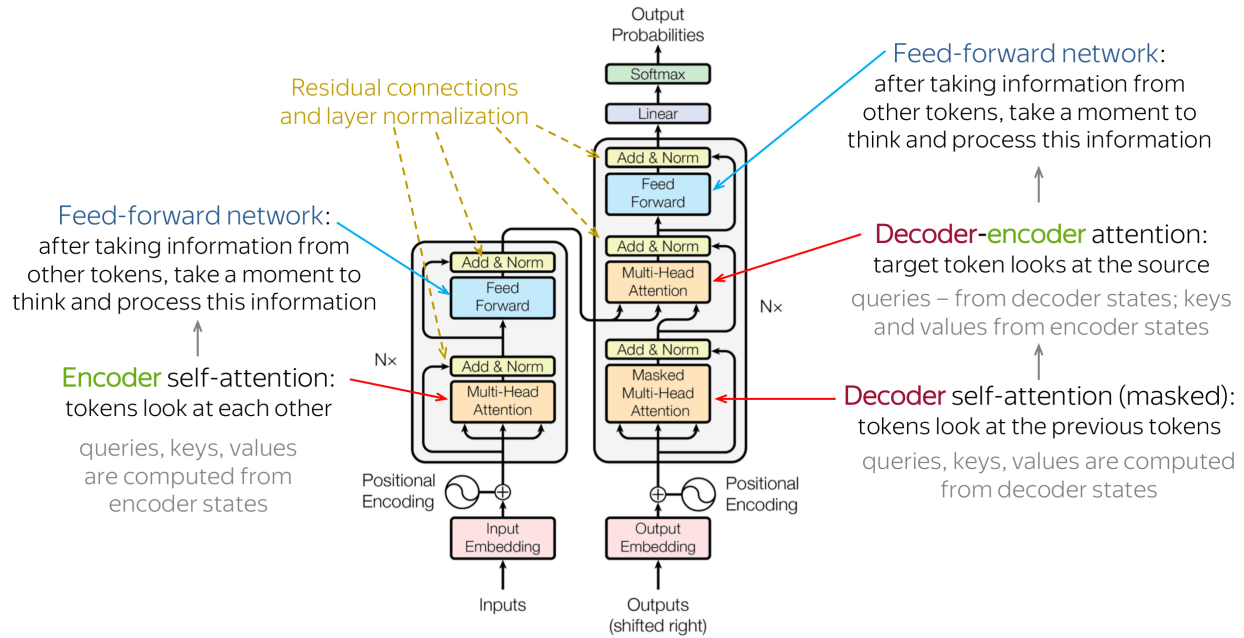 Output
Probabilities
Softmax
Linear
Add & Norm
Feed
Forward
Add & Norm
Multi-Head
Attention
Add & Norm
Masked
Multi-Head
Attention
Nx
Positional
Encoding
Output
Embedding
Outputs
(shifted right)
Residual connections
and layer normalization
Feed-forward network:
after taking information from
other tokens, take a moment to
think and process this information
Encoder self-attention:
tokens look at each other
queries, keys, values
are computed from
encoder states
Add & Norm
Feed
Forward
Nx
Add & Norm
Multi-Head
Attention
Positional
Encoding
Input
Embedding
Inputs
Feed-forward network:
after taking information from
other tokens, take a moment to
think and process this information
Decoder-encoder attention:
target token looks at the source
queries – from decoder states; keys
and values from encoder states
Decoder self-attention (masked):
tokens look at the previous tokens
queries, keys, values are computed
from decoder states